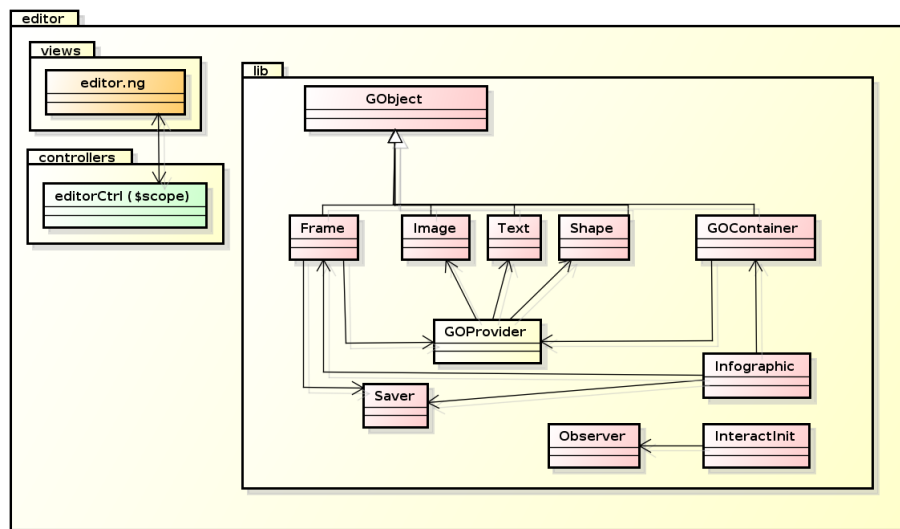 editor
views
editor.ng
controllers
editorCtrl ($scope)
lib
GObject
Frame
Image
Text
Shape
GOContainer
GOProvider
Infographic
Saver
Observer
InteractInit